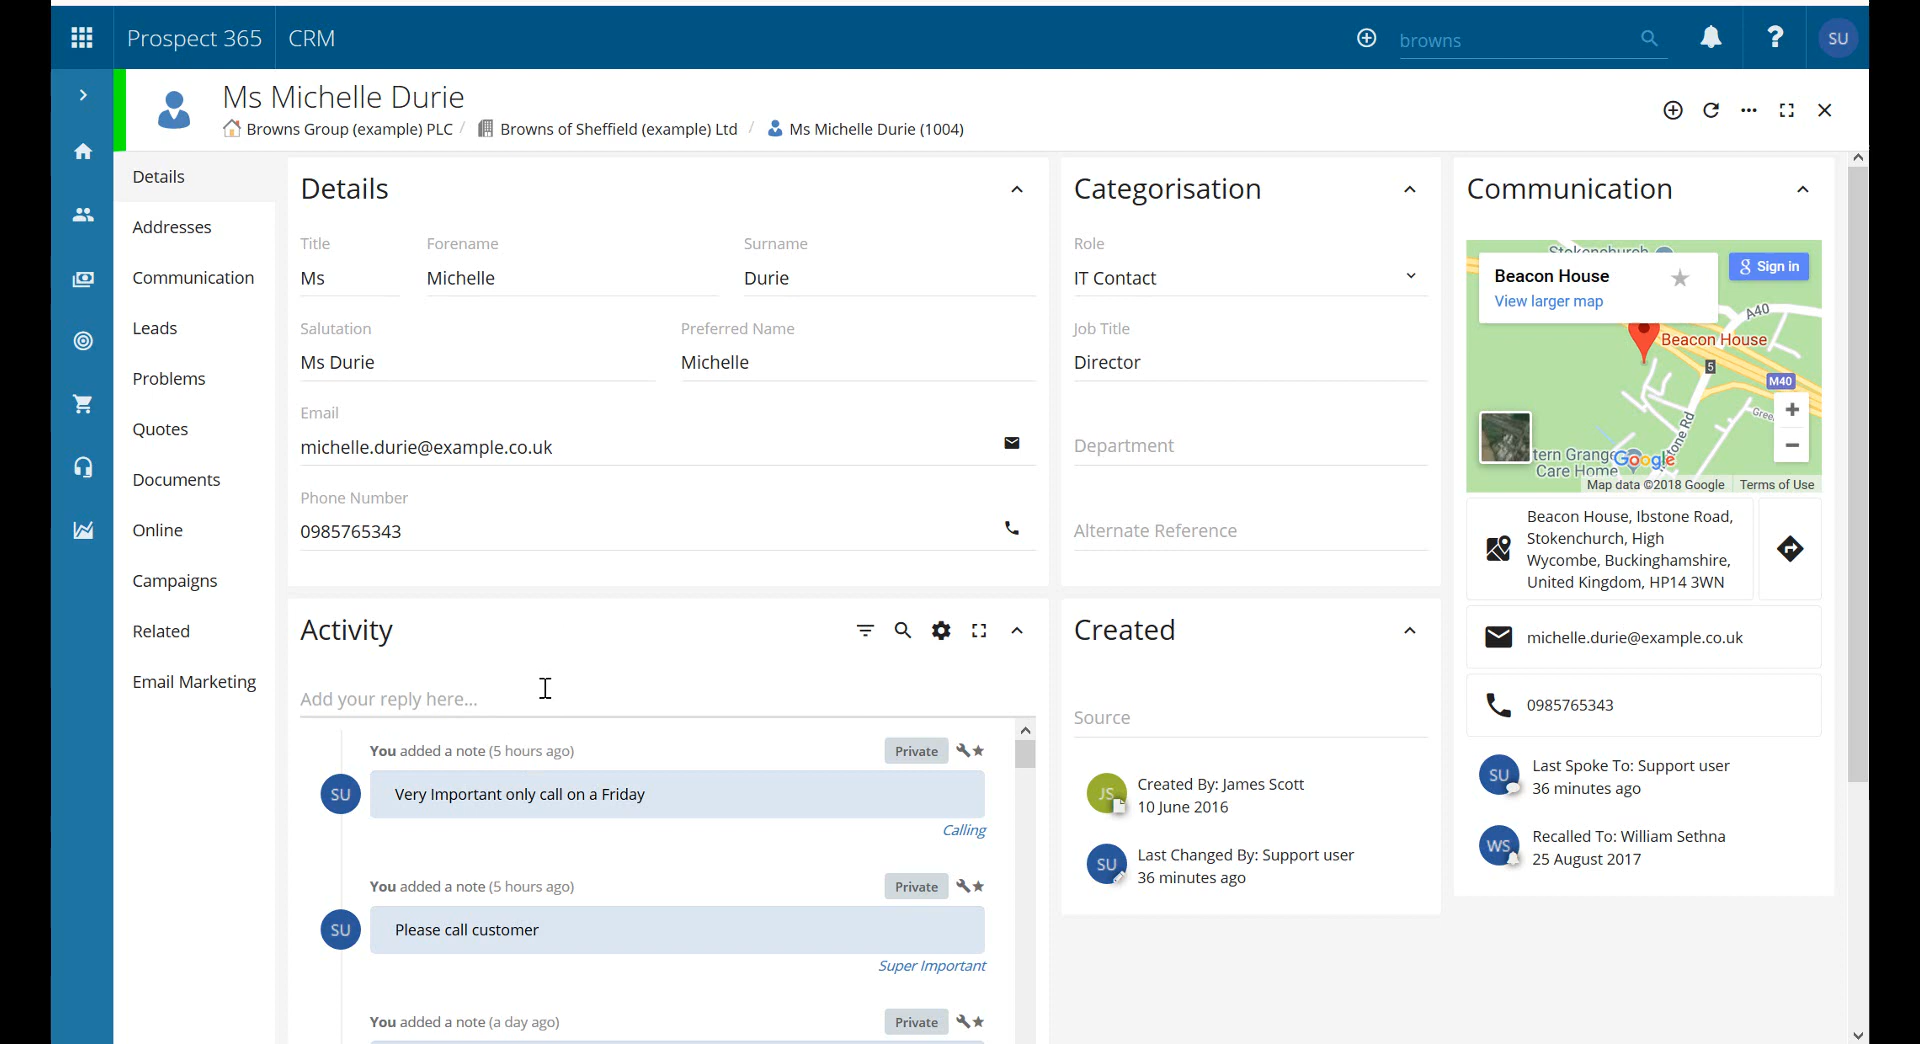 Prospect 365
CRM
browns
?
SU
Ms Michelle Durie
Browns Group (example) PLC / Browns of Sheffield (example) Ltd / Ms Michelle Durie (1004)
Details
Addresses
Communication
Leads
Problems
Quotes
Documents
Online
Campaigns
Related
Email Marketing
Details
Title
Forename
Surname
Ms
Michelle
Durie
Salutation
Preferred Name
Ms Durie
Michelle
Email
michelle.durie@example.co.uk
Phone Number
0985765343
Activity
Add your reply here...
You added a note (5 hours ago)
Private
SU
Very Important only call on a Friday
Calling
You added a note (5 hours ago)
Private
SU
Please call customer
Super Important
You added a note (a day ago)
Private
Categorisation
Role
IT Contact
Job Title
Director
Department
Alternate Reference
Created
Source
JS
Created By: James Scott
10 June 2016
SU
Last Changed By: Support user
36 minutes ago
Communication
Stokenchurch
Beacon House
View larger map
Sign in
A40
Beacon House
5
M40
tern Grange
Care Home
Google
Map data ©2018 Google
Terms of Use
Beacon House, Ibstone Road,
Stokenchurch, High
Wycombe, Buckinghamshire,
United Kingdom, HP14 3WN
michelle.durie@example.co.uk
0985765343
SU
Last Spoke To: Support user
36 minutes ago
WS
Recalled To: William Sethna
25 August 2017